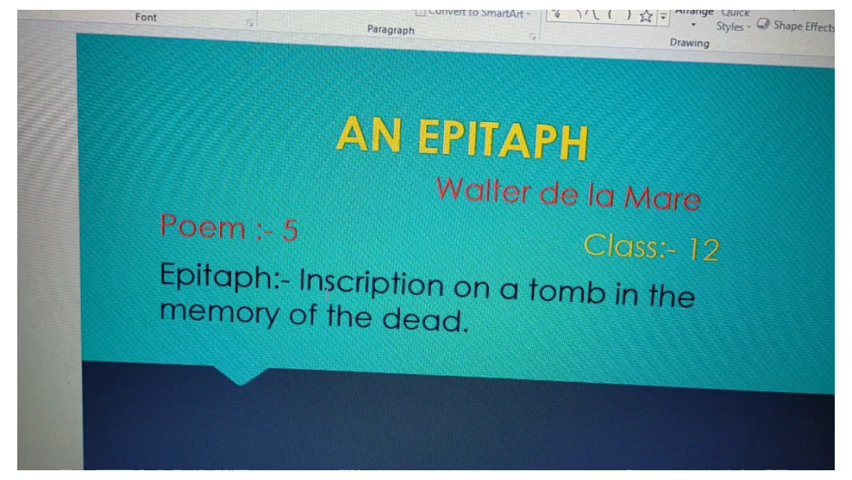 Font
Paragraph
Convert to SmartArt
Arrange
Quick
Styles
Shape Effects
Drawing
AN EPITAPH
Walter de la Mare
Poem :- 5
Class:- 12
Epitaph:- Inscription on a tomb in the
memory of the dead.